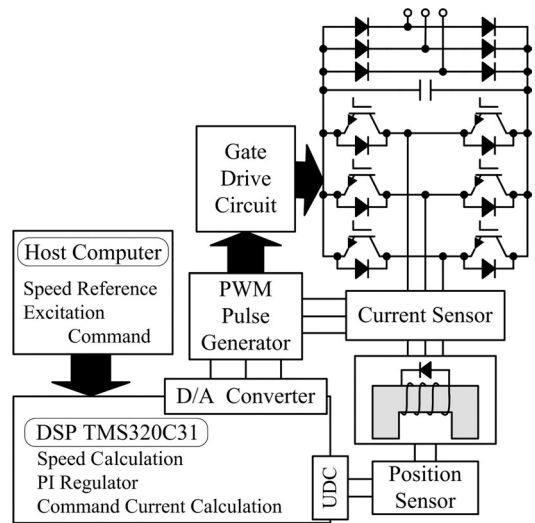 Gate
Drive
Circuit
Host Computer
Speed Reference
Excitation
Command
PWM
Pulse
Generator
Current Sensor
D/A Converter
DSP TMS320C31
Speed Calculation
PI Regulator
Command Current Calculation
UDC
Position
Sensor